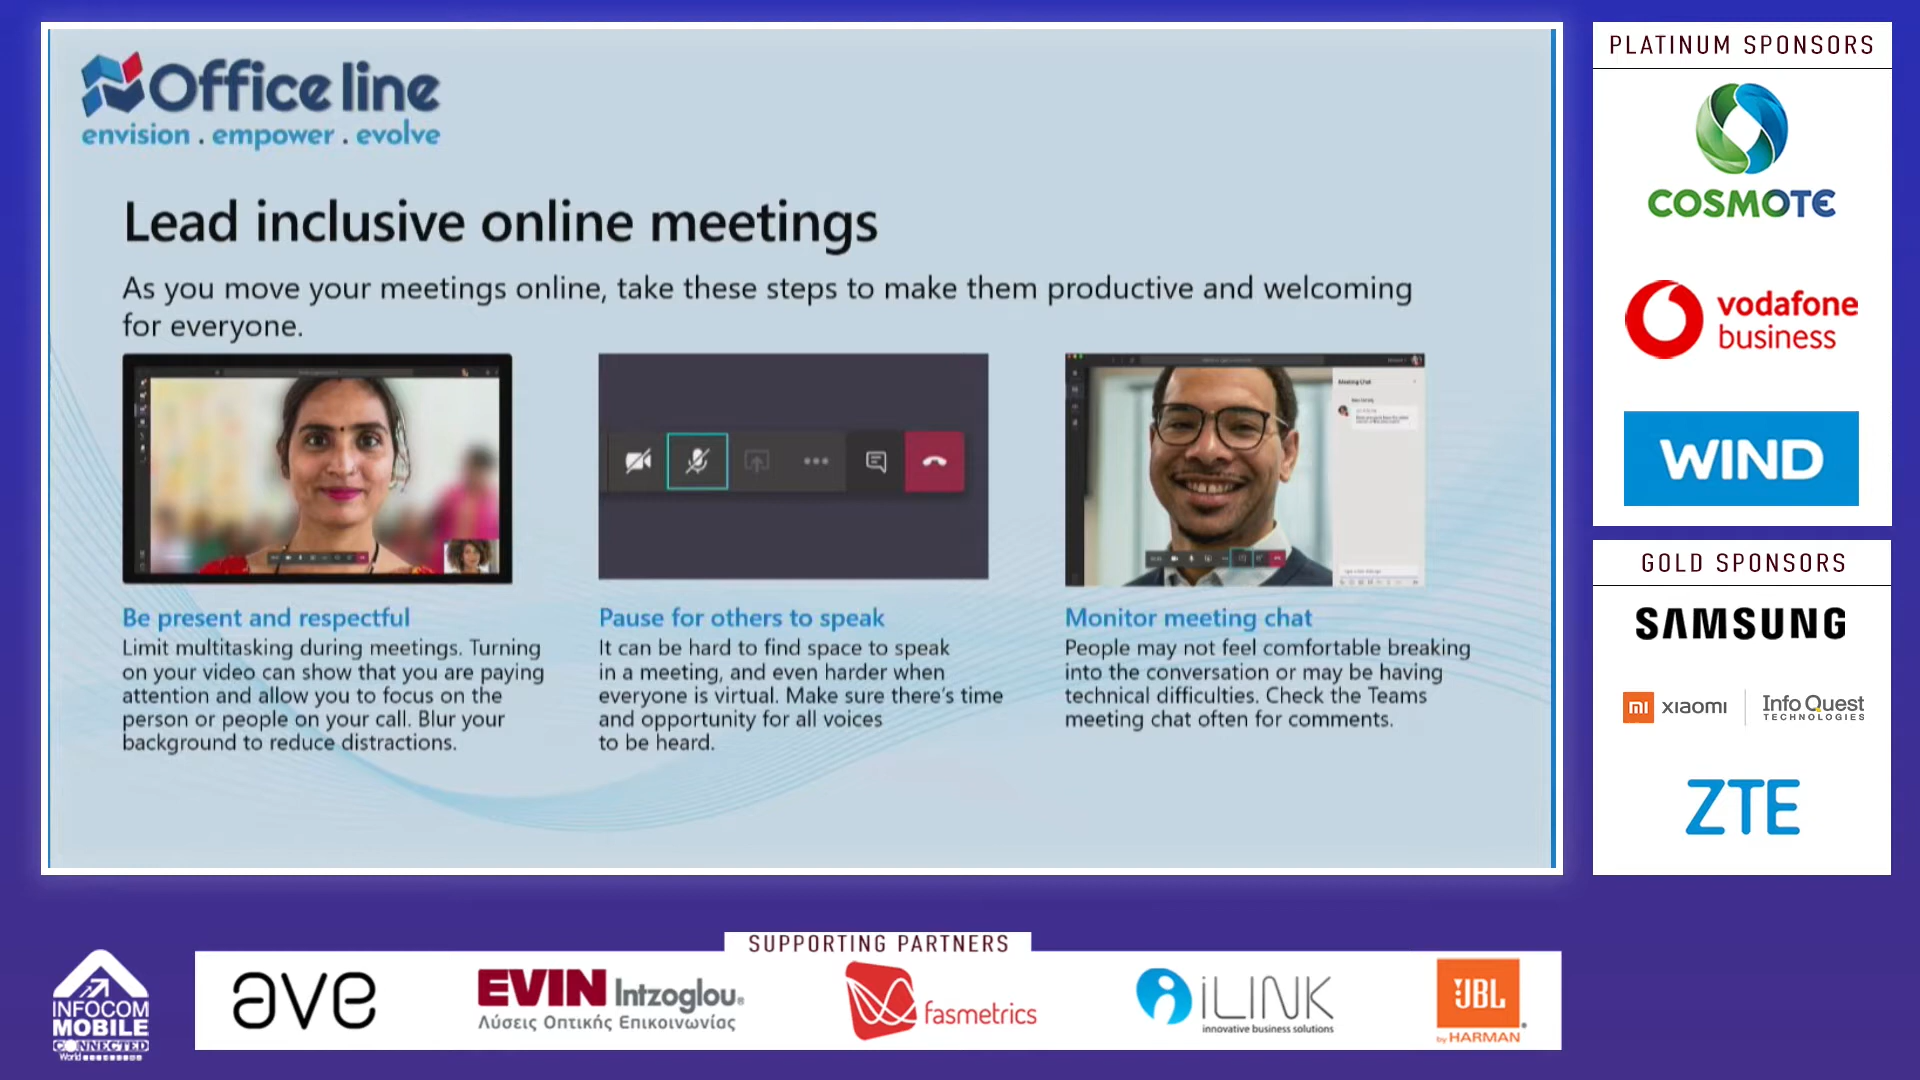 Office line
envision . empower . evolve
Lead inclusive online meetings
As you move your meetings online, take these steps to make them productive and welcoming
for everyone.
Be present and respectful
Limit multitasking during meetings. Turning
on your video can show that you are paying
attention and allow you to focus on the
person or people on your call. Blur your
background to reduce distractions.
Pause for others to speak
It can be hard to find space to speak
in a meeting, and even harder when
everyone is virtual. Make sure there's time
and opportunity for all voices
to be heard.
Meeting Chat
Monitor meeting chat
People may not feel comfortable breaking
into the conversation or may be having
technical difficulties. Check the Teams
meeting chat often for comments.
PLATINUM SPONSORS
COSMOTE
vodafone
business
WIND
GOLD SPONSORS
SAMSUNG
mi xiaomi
Info Quest
TECHNOLOGIES
ZTE
SUPPORTING PARTNERS
INFOCOM
MOBILE
CONNECTED
World
ave
EVIN Intzoglou
Λύσεις Οπτικής Επικοινωνίας
fasmetrics
iLINK
innovative business solutions
JBL
by HARMAN